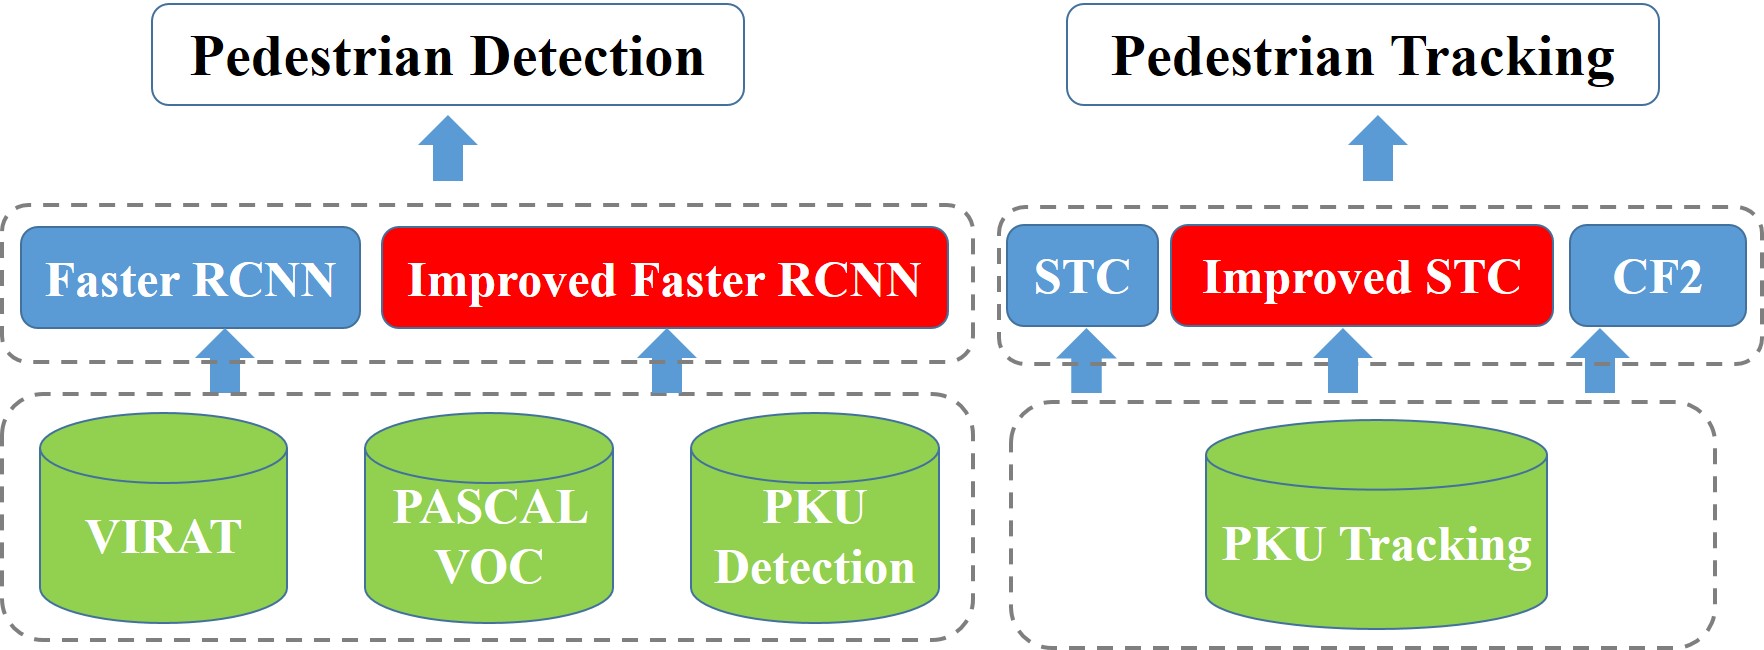 Pedestrian Detection
Pedestrian Tracking
Faster RCNN
Improved Faster RCNN
STC
Improved STC
CF2
VIRAT
PASCAL
VOC
PKU
Detection
PKU Tracking